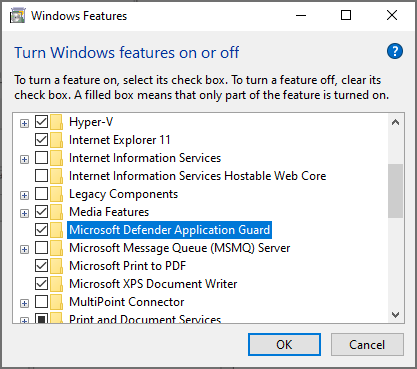 Windows Features
Turn Windows features on or off
?
To turn a feature on, select its check box. To turn a feature off, clear its
check box. A filled box means that only part of the feature is turned on.
Hyper-V
Internet Explorer 11
Internet Information Services
Internet Information Services Hostable Web Core
Legacy Components
Media Features
Microsoft Defender Application Guard
Microsoft Message Queue (MSMQ) Server
Microsoft Print to PDF
Microsoft XPS Document Writer
MultiPoint Connector
Print and Document Services
OK
Cancel